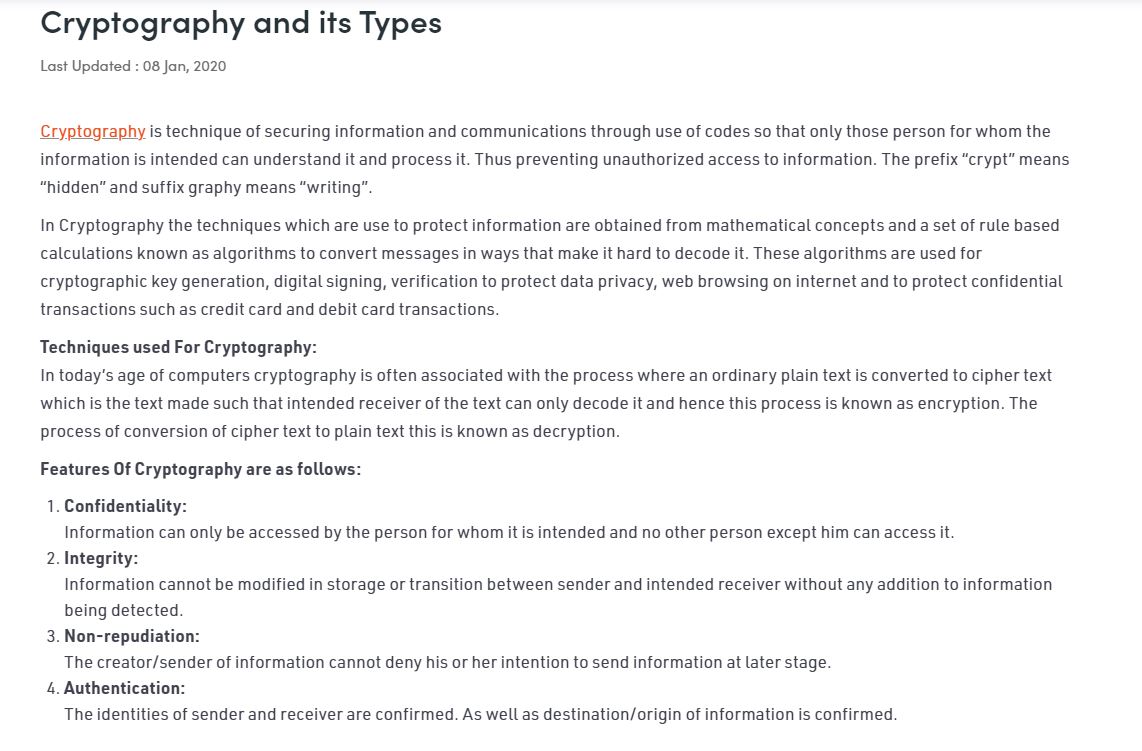 Cryptography and its Types
Last Updated : 08 Jan, 2020
Cryptography is technique of securing information and communications through use of codes so that only those person for whom the
information is intended can understand it and process it. Thus preventing unauthorized access to information. The prefix “crypt” means
“hidden” and suffix graphy means “writing”.
In Cryptography the techniques which are use to protect information are obtained from mathematical concepts and a set of rule based
calculations known as algorithms to convert messages in ways that make it hard to decode it. These algorithms are used for
cryptographic key generation, digital signing, verification to protect data privacy, web browsing on internet and to protect confidential
transactions such as credit card and debit card transactions.
Techniques used For Cryptography:
In today’s age of computers cryptography is often associated with the process where an ordinary plain text is converted to cipher text
which is the text made such that intended receiver of the text can only decode it and hence this process is known as encryption. The
process of conversion of cipher text to plain text this is known as decryption.
Features Of Cryptography are as follows:
1. Confidentiality:
Information can only be accessed by the person for whom it is intended and no other person except him can access it.
2. Integrity:
Information cannot be modified in storage or transition between sender and intended receiver without any addition to information
being detected.
3. Non-repudiation:
The creator/sender of information cannot deny his or her intention to send information at later stage.
4. Authentication:
The identities of sender and receiver are confirmed. As well as destination/origin of information is confirmed.